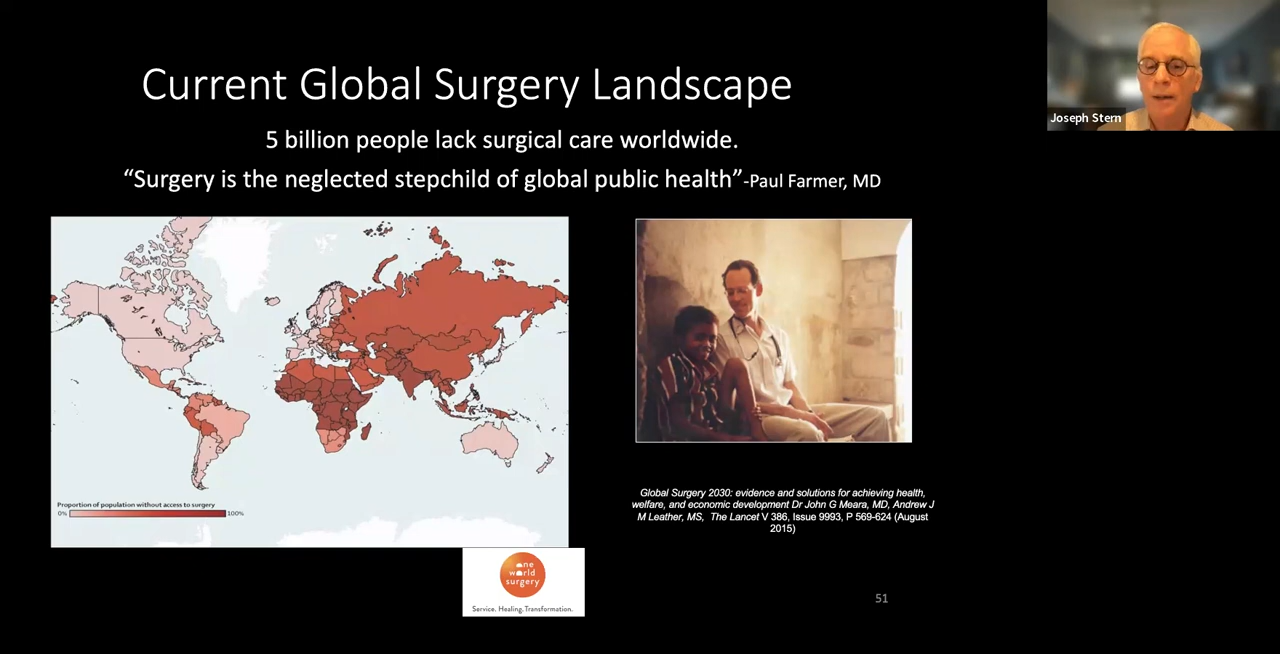 Current Global Surgery Landscape
5 billion people lack surgical care worldwide.
“Surgery is the neglected stepchild of global public health”-Paul Farmer, MD
Joseph Stern
Proportion of population without access to surgery
0% 100%
Global Surgery 2030: evidence and solutions for achieving health,
welfare, and economic development Dr John G Meara, MD, Andrew J
M Leather, MS, The Lancet V 386, Issue 9993, P 569-624 (August
2015)
one
world
surgery
Service. Healing. Transformation.
51